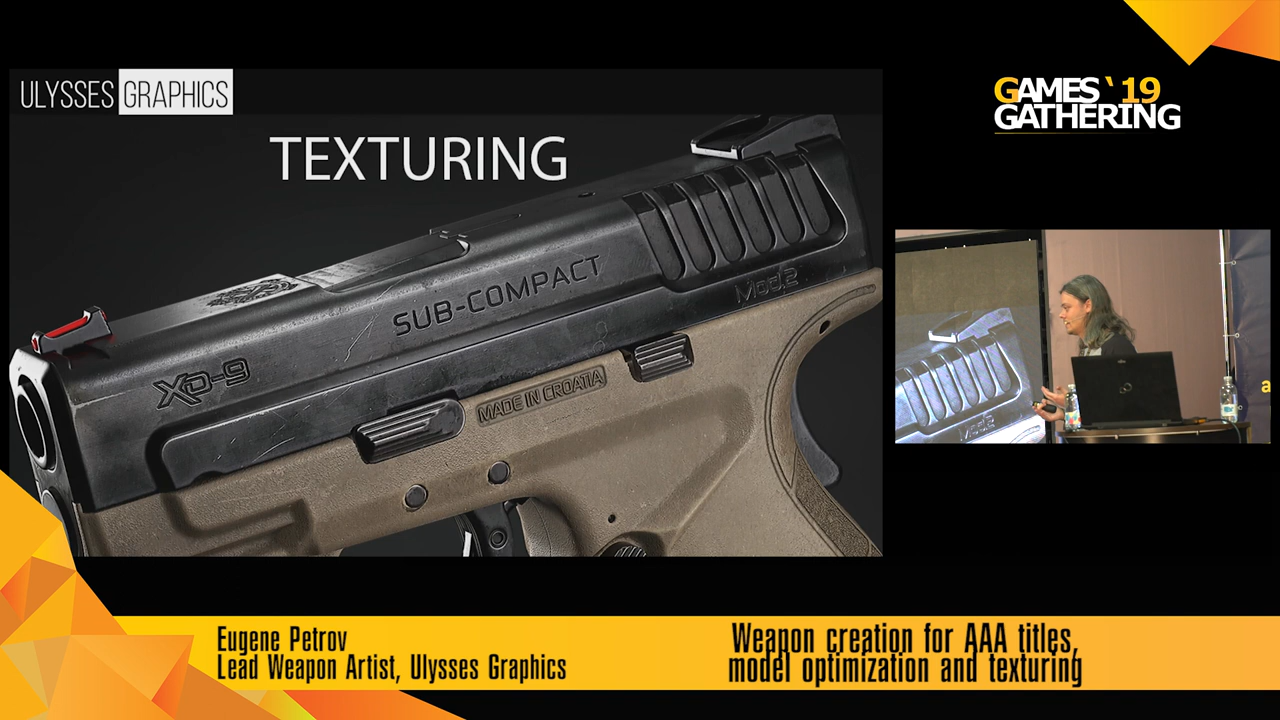 ULYSSES GRAPHICS
TEXTURING
SUB-COMPACT
Mod.2
XD-9
MADE IN CROATIA
GAMES '19
GATHERING
Eugene Petrov
Lead Weapon Artist, Ulysses Graphics
Weapon creation for AAA titles,
model optimization and texturing